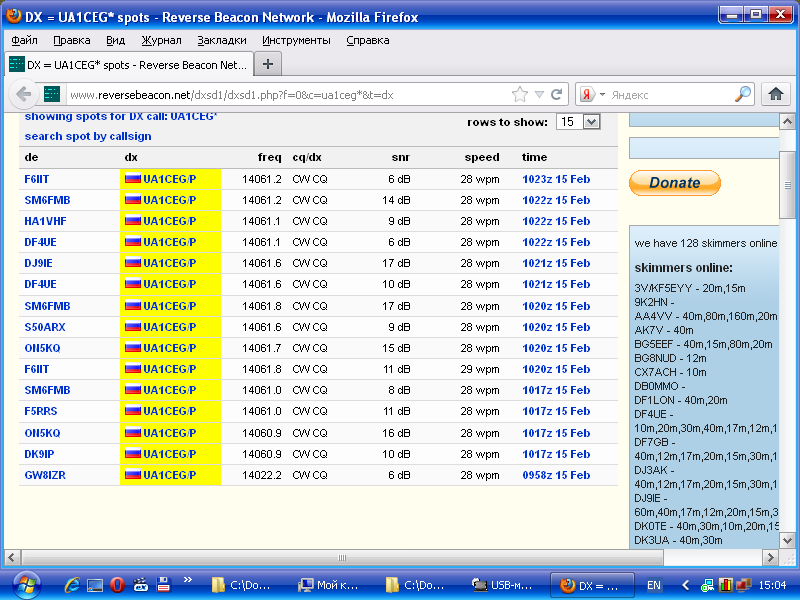 DX = UA1CEG* spots - Reverse Beacon Network - Mozilla Firefox
Файл Правка Вид Журнал Закладки Инструменты Справка
DX = UA1CEG* spots - Reverse Beacon Net...
www.reversebeacon.net/dxsd1/dxsd1.php?f=0&c=ua1ceg*&t=dx
Яндекс
showing spots for DX call: UA1CEG*
rows to show: 15
search spot by callsign
de dx freq cq/dx snr speed time
F6IIT UA1CEG/P 14061.2 CW CQ 6 dB 28 wpm 1023z 15 Feb
SM6FMB UA1CEG/P 14061.2 CW CQ 14 dB 28 wpm 1022z 15 Feb
HA1VHF UA1CEG/P 14061.1 CW CQ 9 dB 28 wpm 1022z 15 Feb
DF4UE UA1CEG/P 14061.1 CW CQ 6 dB 28 wpm 1022z 15 Feb
DJ9IE UA1CEG/P 14061.6 CW CQ 17 dB 28 wpm 1021z 15 Feb
DF4UE UA1CEG/P 14061.6 CW CQ 10 dB 28 wpm 1021z 15 Feb
SM6FMB UA1CEG/P 14061.8 CW CQ 17 dB 28 wpm 1020z 15 Feb
S50ARX UA1CEG/P 14061.6 CW CQ 9 dB 28 wpm 1020z 15 Feb
ON5KQ UA1CEG/P 14061.7 CW CQ 15 dB 28 wpm 1020z 15 Feb
F6IIT UA1CEG/P 14061.8 CW CQ 11 dB 29 wpm 1020z 15 Feb
SM6FMB UA1CEG/P 14061.0 CW CQ 8 dB 28 wpm 1017z 15 Feb
F5RRS UA1CEG/P 14061.0 CW CQ 11 dB 28 wpm 1017z 15 Feb
ON5KQ UA1CEG/P 14060.9 CW CQ 16 dB 28 wpm 1017z 15 Feb
DK9IP UA1CEG/P 14060.9 CW CQ 10 dB 28 wpm 1017z 15 Feb
GW8IZR UA1CEG/P 14022.2 CW CQ 6 dB 28 wpm 0958z 15 Feb
Donate
we have 128 skimmers online
skimmers online:
3V/KF5EYY - 20m,15m
9K2HN -
AA4VV - 40m,80m,160m,20m
AK7V - 40m
BG5EEF - 40m,15m,80m,20m
BG8NUD - 12m
CX7ACH - 10m
DB0MMO -
DF1LON - 40m,20m
DF4UE -
10m,20m,30m,40m,17m,12m,1
DF7GB -
40m,12m,17m,20m,15m,30m,1
DJ3AK -
40m,12m,17m,20m,15m,30m,1
DJ9IE -
60m,40m,17m,12m,20m,15m,3
DK0TE - 40m,30m,10m,20m,15
DK3UA - 40m,30m
C:\Do...
Мой к...
C:\Do...
USB-м...
DX = ...
EN
15:04